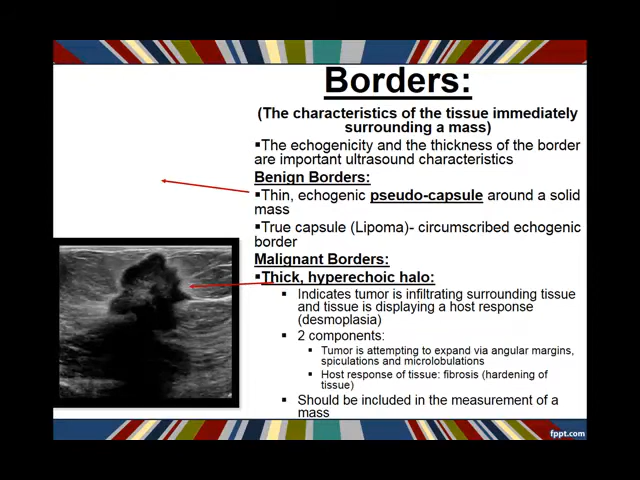 Borders:
(The characteristics of the tissue immediately
surrounding a mass)
▪The echogenicity and the thickness of the border
are important ultrasound characteristics
Benign Borders:
▪Thin, echogenic pseudo-capsule around a solid
mass
▪True capsule (Lipoma)- circumscribed echogenic
border
Malignant Borders:
▪Thick, hyperechoic halo:
▪ Indicates tumor is infiltrating surrounding tissue
and tissue is displaying a host response
(desmoplasia)
▪ 2 components:
▪ Tumor is attempting to expand via angular margins,
spiculations and microlobulations
▪ Host response of tissue: fibrosis (hardening of
tissue)
▪ Should be included in the measurement of a
mass
fppt.com